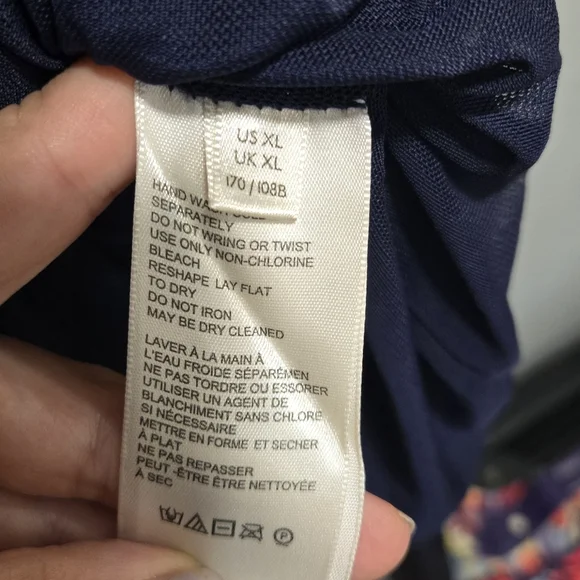 US XL
UK XL
170 / 108B
HAND WASH COLD
SEPARATELY
DO NOT WRING OR TWIST
USE ONLY NON-CHLORINE
BLEACH
RESHAPE LAY FLAT
TO DRY
DO NOT IRON
MAY BE DRY CLEANED
LAVER À LA MAIN À
L'EAU FROIDE SÉPARÉMEN
NE PAS TORDRE OU ESSORER
UTILISER UN AGENT DE
BLANCHIMENT SANS CHLORE
SI NÉCESSAIRE
METTRE EN FORME ET SECHER
À PLAT
NE PAS REPASSER
PEUT -ÊTRE ÊTRE NETTOYÉE
À SEC
P